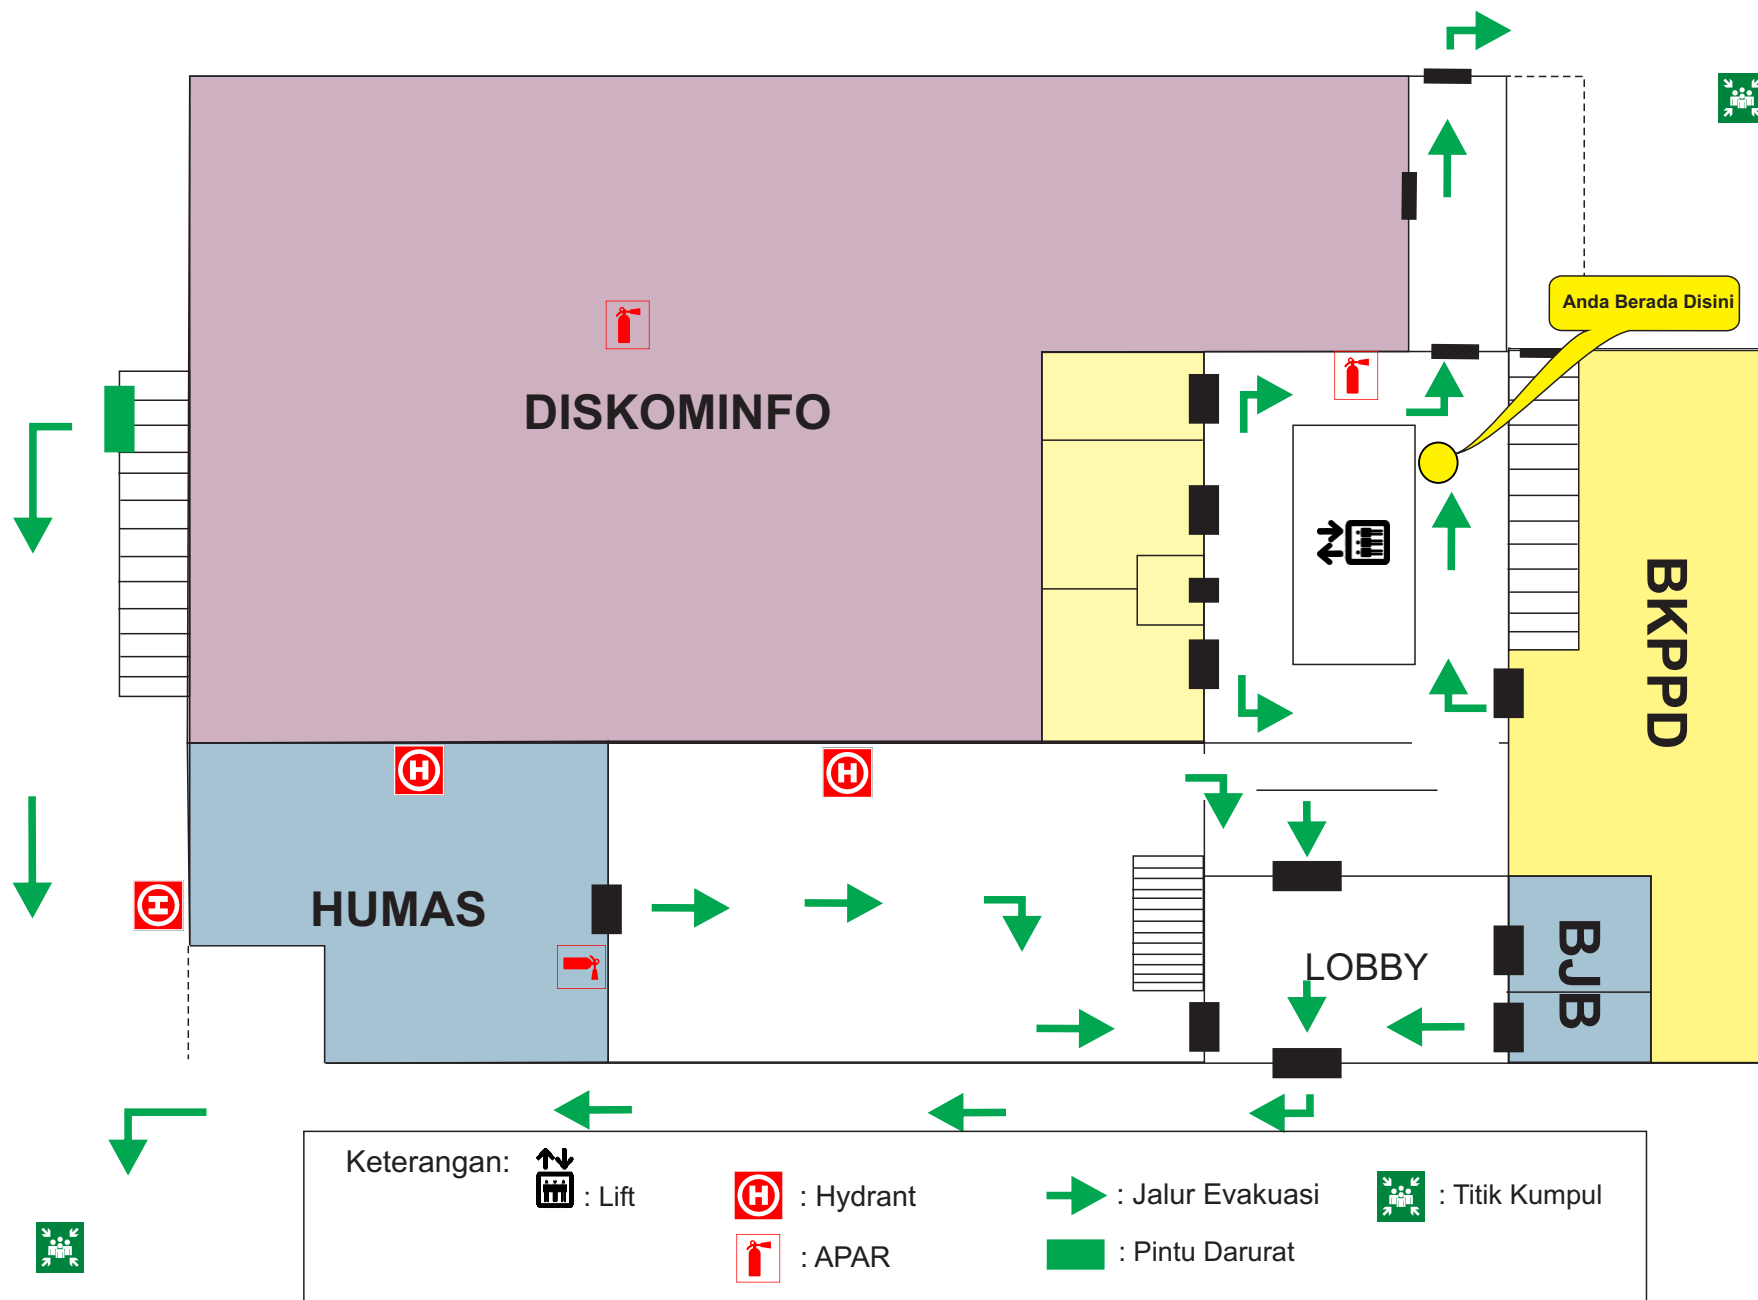 Anda Berada Disini
DISKOMINFO
BKPPD
H
H
HUMAS
H
LOBBY
BJB
Keterangan:
: Lift
H : Hydrant
: Jalur Evakuasi
: Titik Kumpul
: APAR
: Pintu Darurat